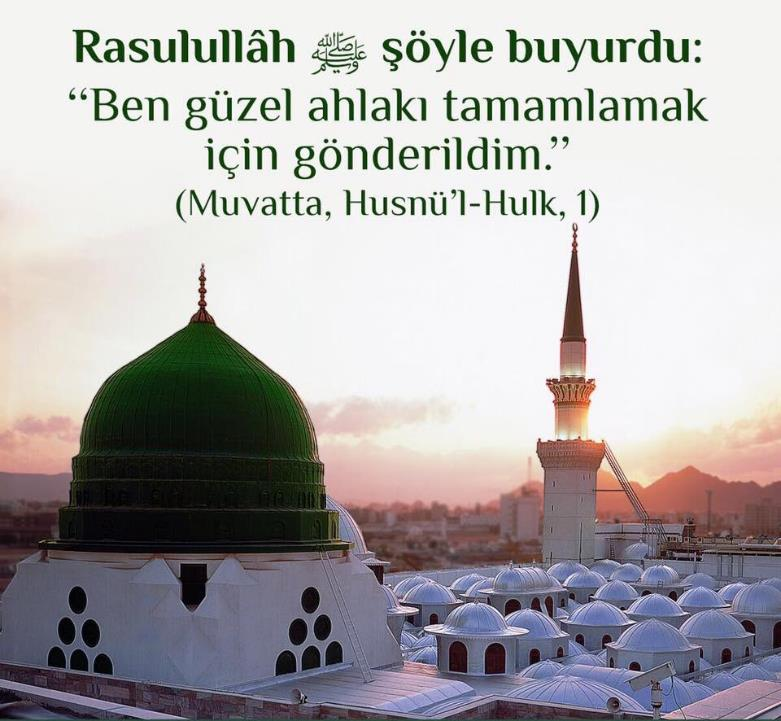 Rasulullâh ﷺ şöyle buyurdu:
“Ben güzel ahlakı tamamlamak
için gönderildim.”
(Muvatta, Husnü’l-Hulk, 1)